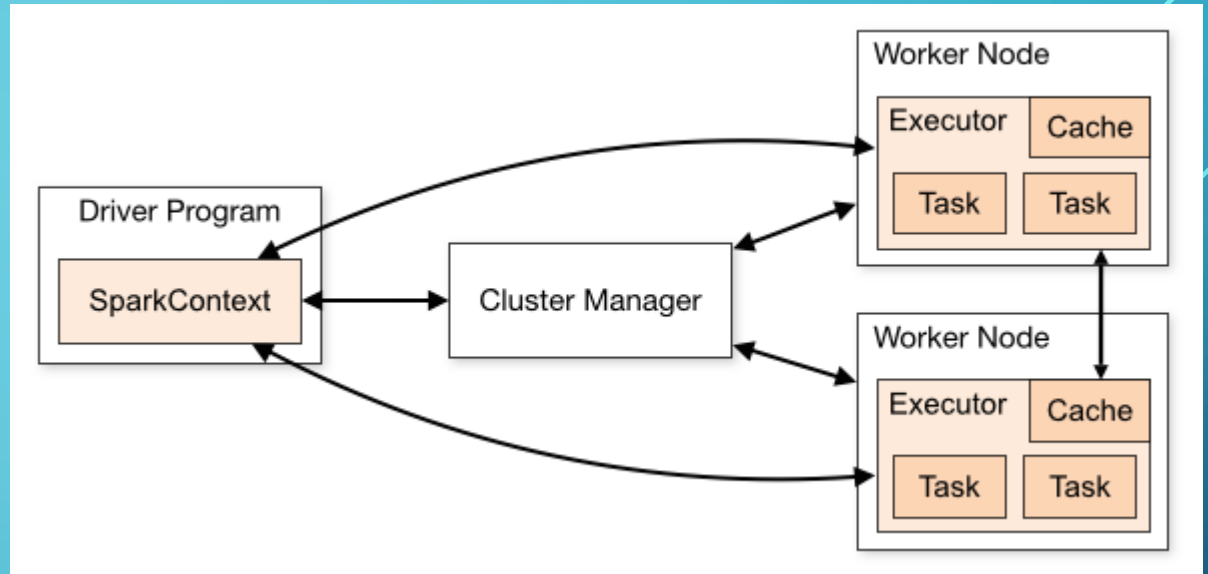 Driver Program
SparkContext
Cluster Manager
Worker Node
Executor
Cache
Task
Task
Worker Node
Executor
Cache
Task
Task